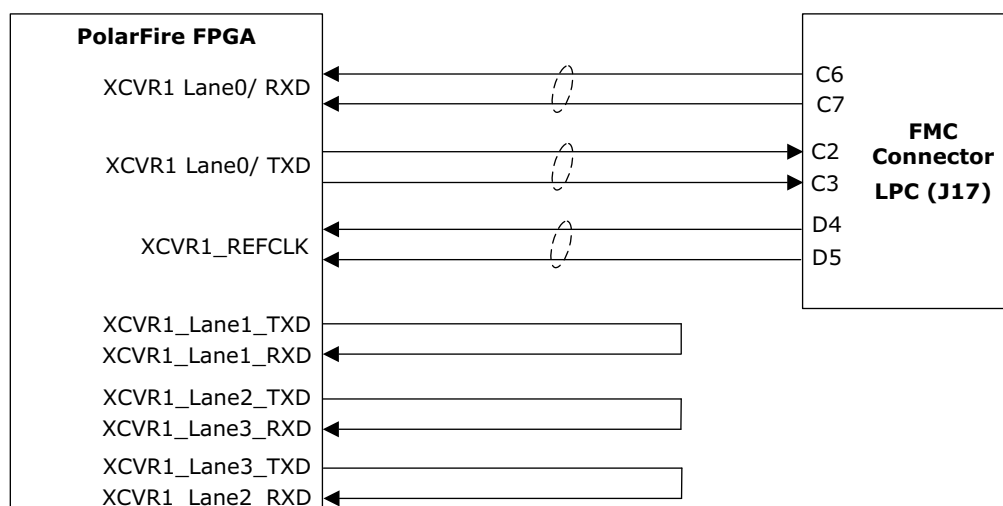 PolarFire FPGA
XCVR1 Lane0/ RXD
XCVR1 Lane0/ TXD
XCVR1_REFCLK
XCVR1_Lane1_TXD
XCVR1_Lane1_RXD
XCVR1_Lane2_TXD
XCVR1_Lane3_RXD
XCVR1_Lane3_TXD
XCVR1_Lane2_RXD
C6
C7
C2
C3
D4
D5
FMC
Connector
LPC (J17)